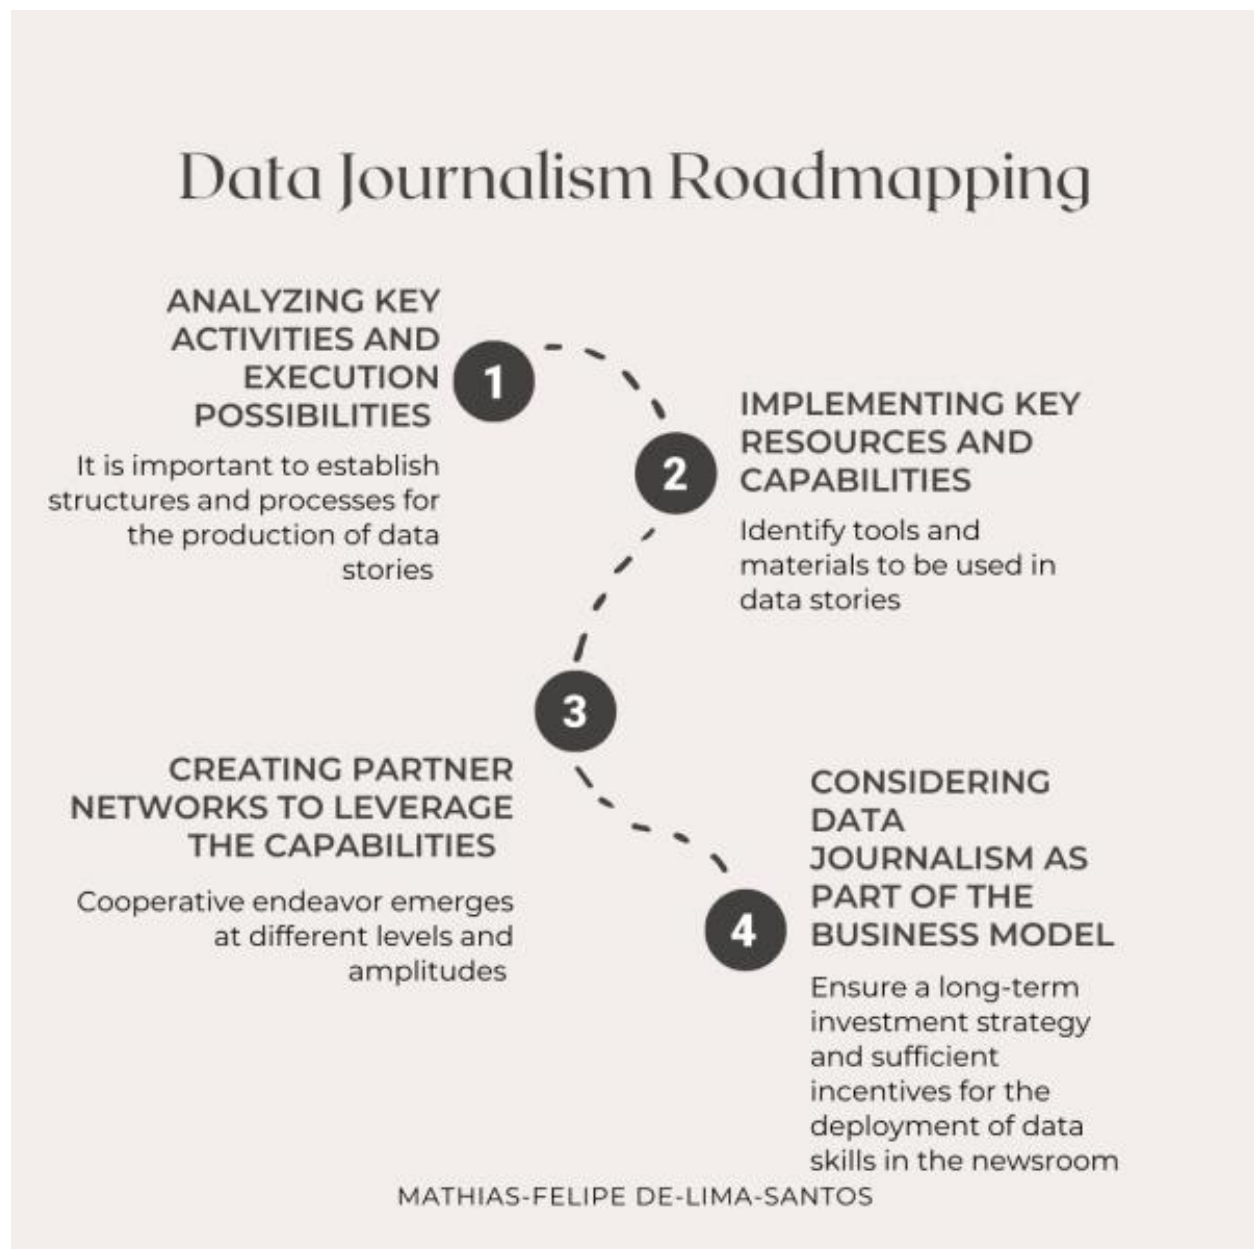 Data Journalism Roadmapping
ANALYZING KEY
ACTIVITIES AND
EXECUTION
POSSIBILITIES
It is important to establish
structures and processes for
the production of data
stories
1
2
IMPLEMENTING KEY
RESOURCES AND
CAPABILITIES
Identify tools and
materials to be used in
data stories
3
CREATING PARTNER
NETWORKS TO LEVERAGE
THE CAPABILITIES
Cooperative endeavor emerges
at different levels and
amplitudes
4
CONSIDERING
DATA
JOURNALISM AS
PART OF THE
BUSINESS MODEL
Ensure a long-term
investment strategy
and sufficient
incentives for the
deployment of data
skills in the newsroom
MATHIAS-FELIPE DE-LIMA-SANTOS